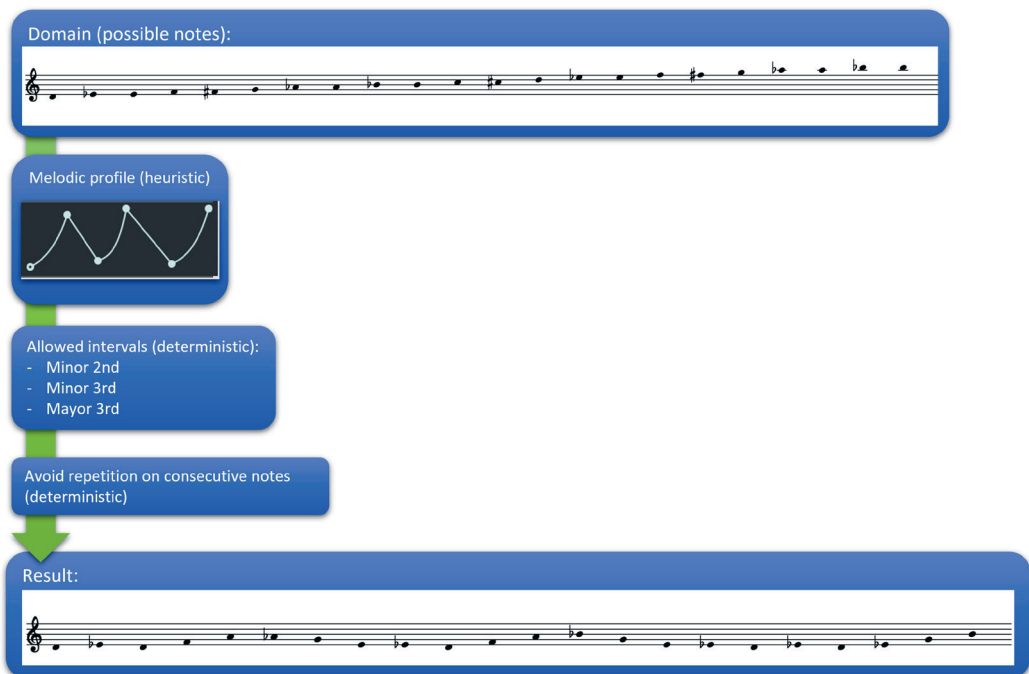 Domain (possible notes):
Melodic profile (heuristic)
Allowed intervals (deterministic):
- Minor 2nd
- Minor 3rd
- Mayor 3rd
Avoid repetition on consecutive notes
(deterministic)
Result: